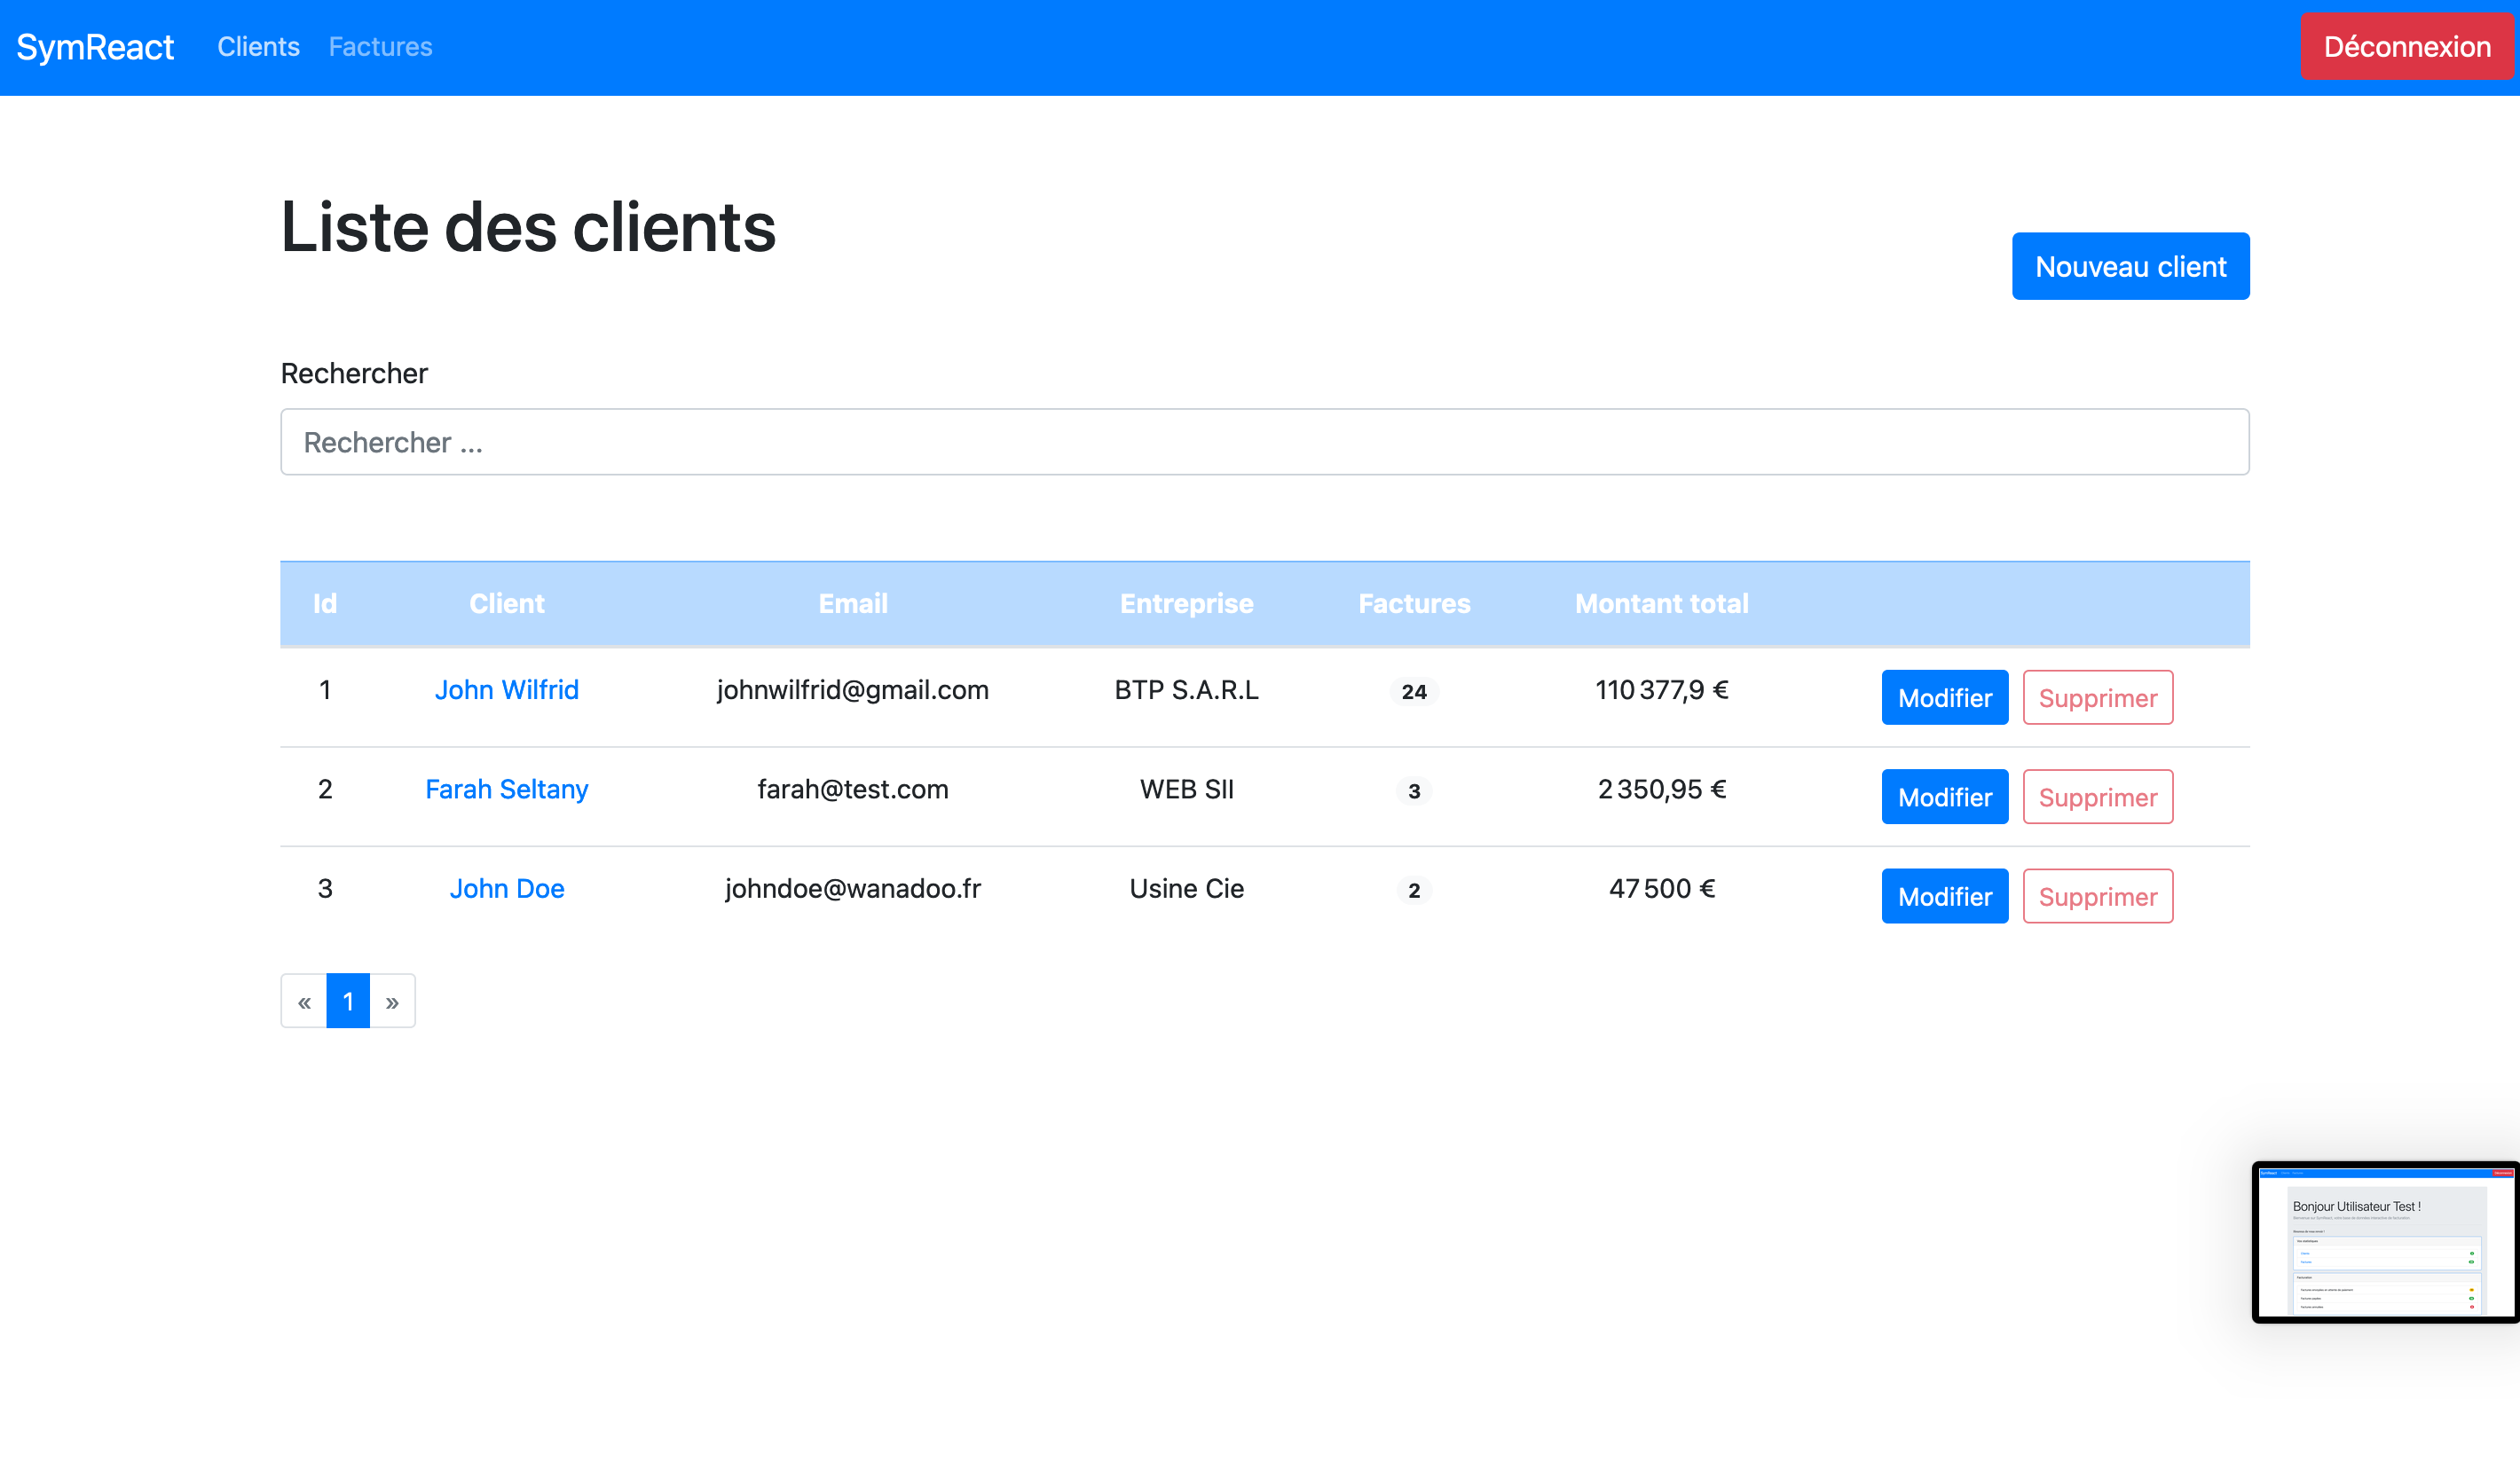 SymReact Clients Factures Déconnexion
Liste des clients
Nouveau client
Rechercher
Rechercher ...
Id Client Email Entreprise Factures Montant total
1 John Wilfrid johnwilfrid@gmail.com BTP S.A.R.L 24 110 377,9 € Modifier Supprimer
2 Farah Seltany farah@test.com WEB SII 3 2 350,95 € Modifier Supprimer
3 John Doe johndoe@wanadoo.fr Usine Cie 2 47 500 € Modifier Supprimer
« 1 »
Bonjour Utilisateur Test !